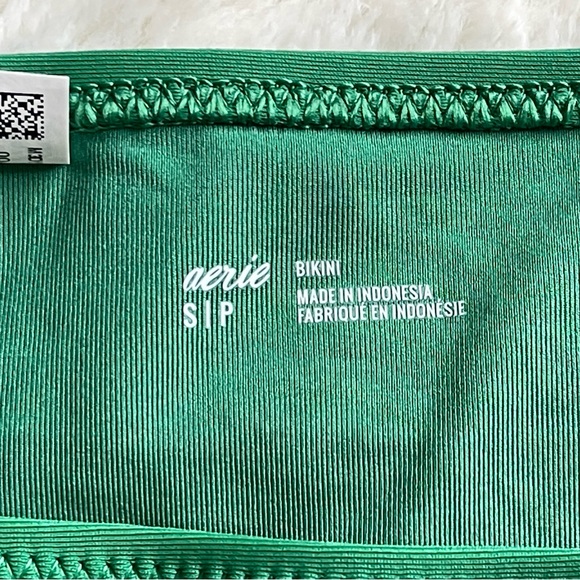 aerie
S|P
BIKINI
MADE IN INDONESIA
FABRIQUÉ EN INDONÉSIE